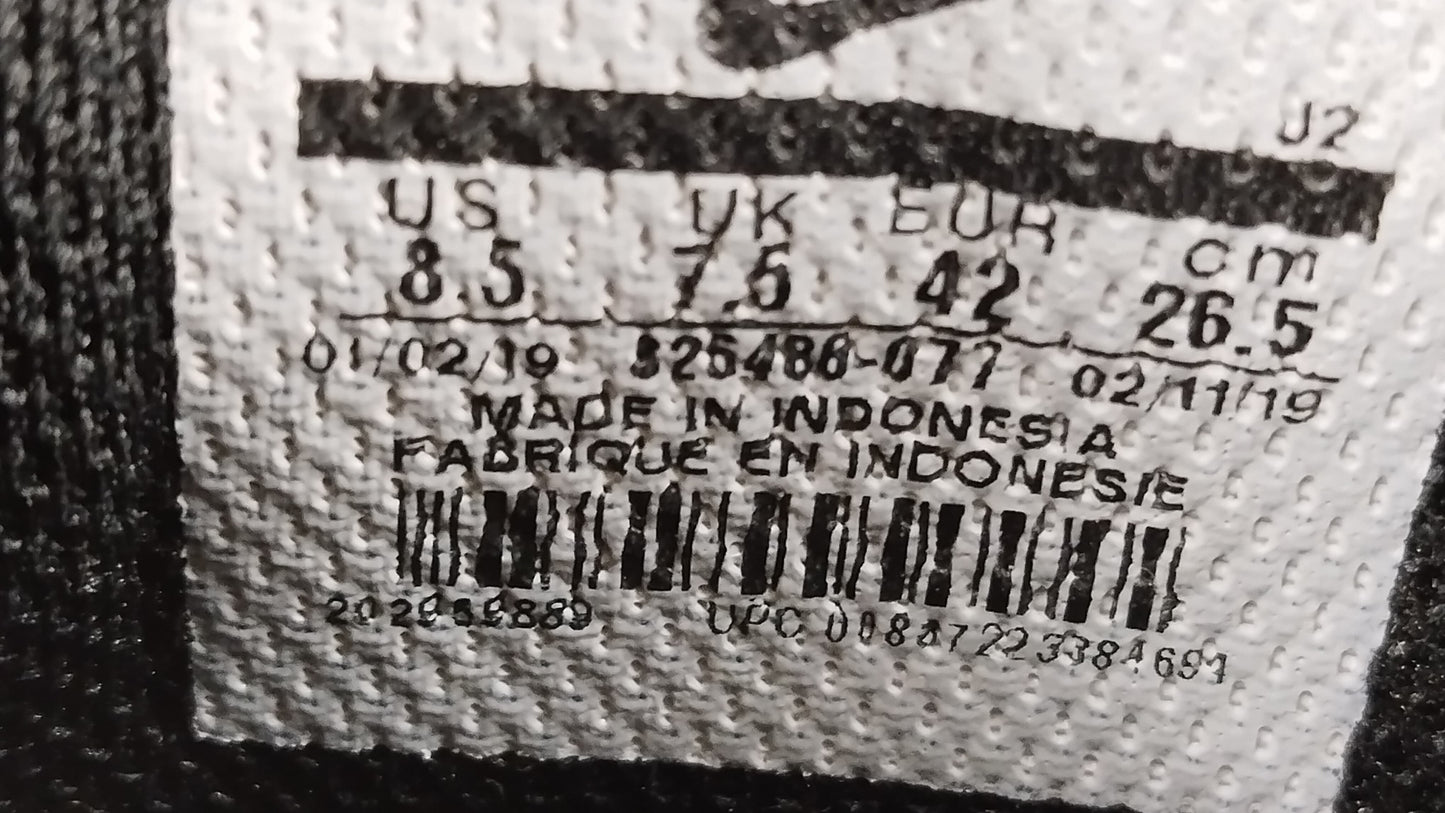 J2
US UK EUR cm
8.5 7.5 42 26.5
01/02/19 325486-077 02/11/19
MADE IN INDONESIA
FABRIQUE EN INDONESIE
UPC